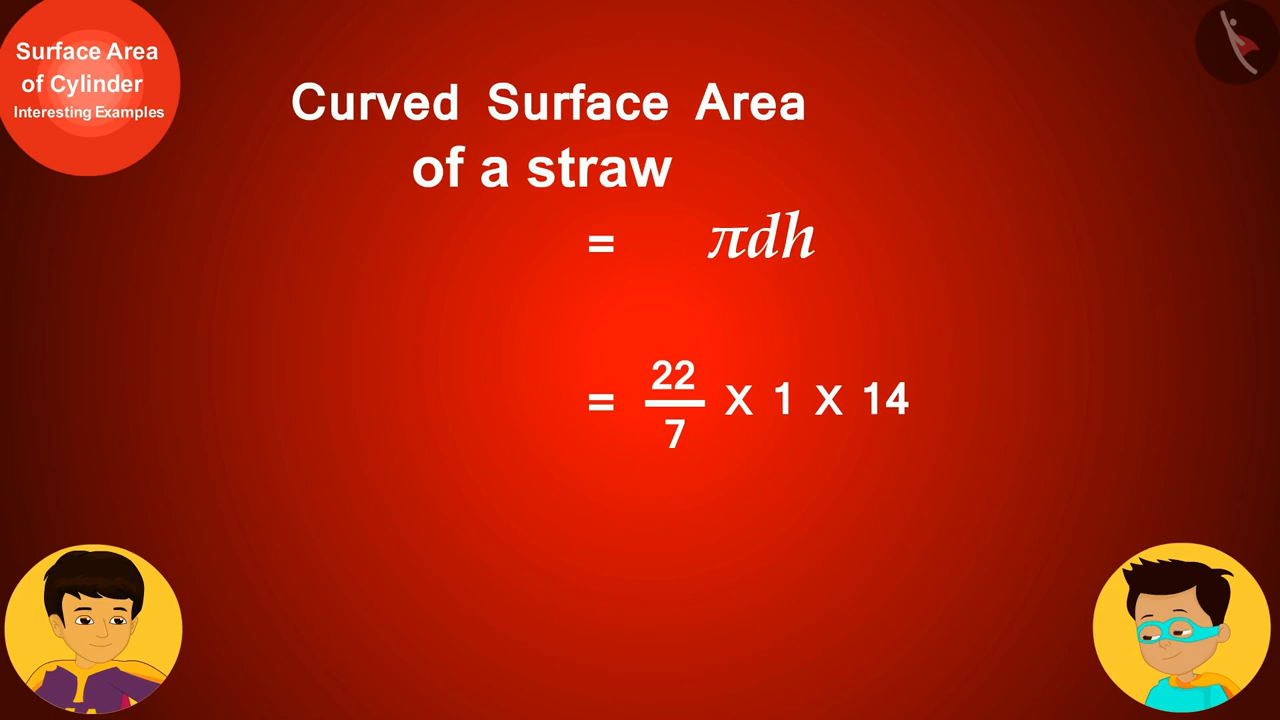 Surface Area
of Cylinder
Interesting Examples
Curved Surface Area
of a straw
= πdh
= 22/7 X 1 X 14